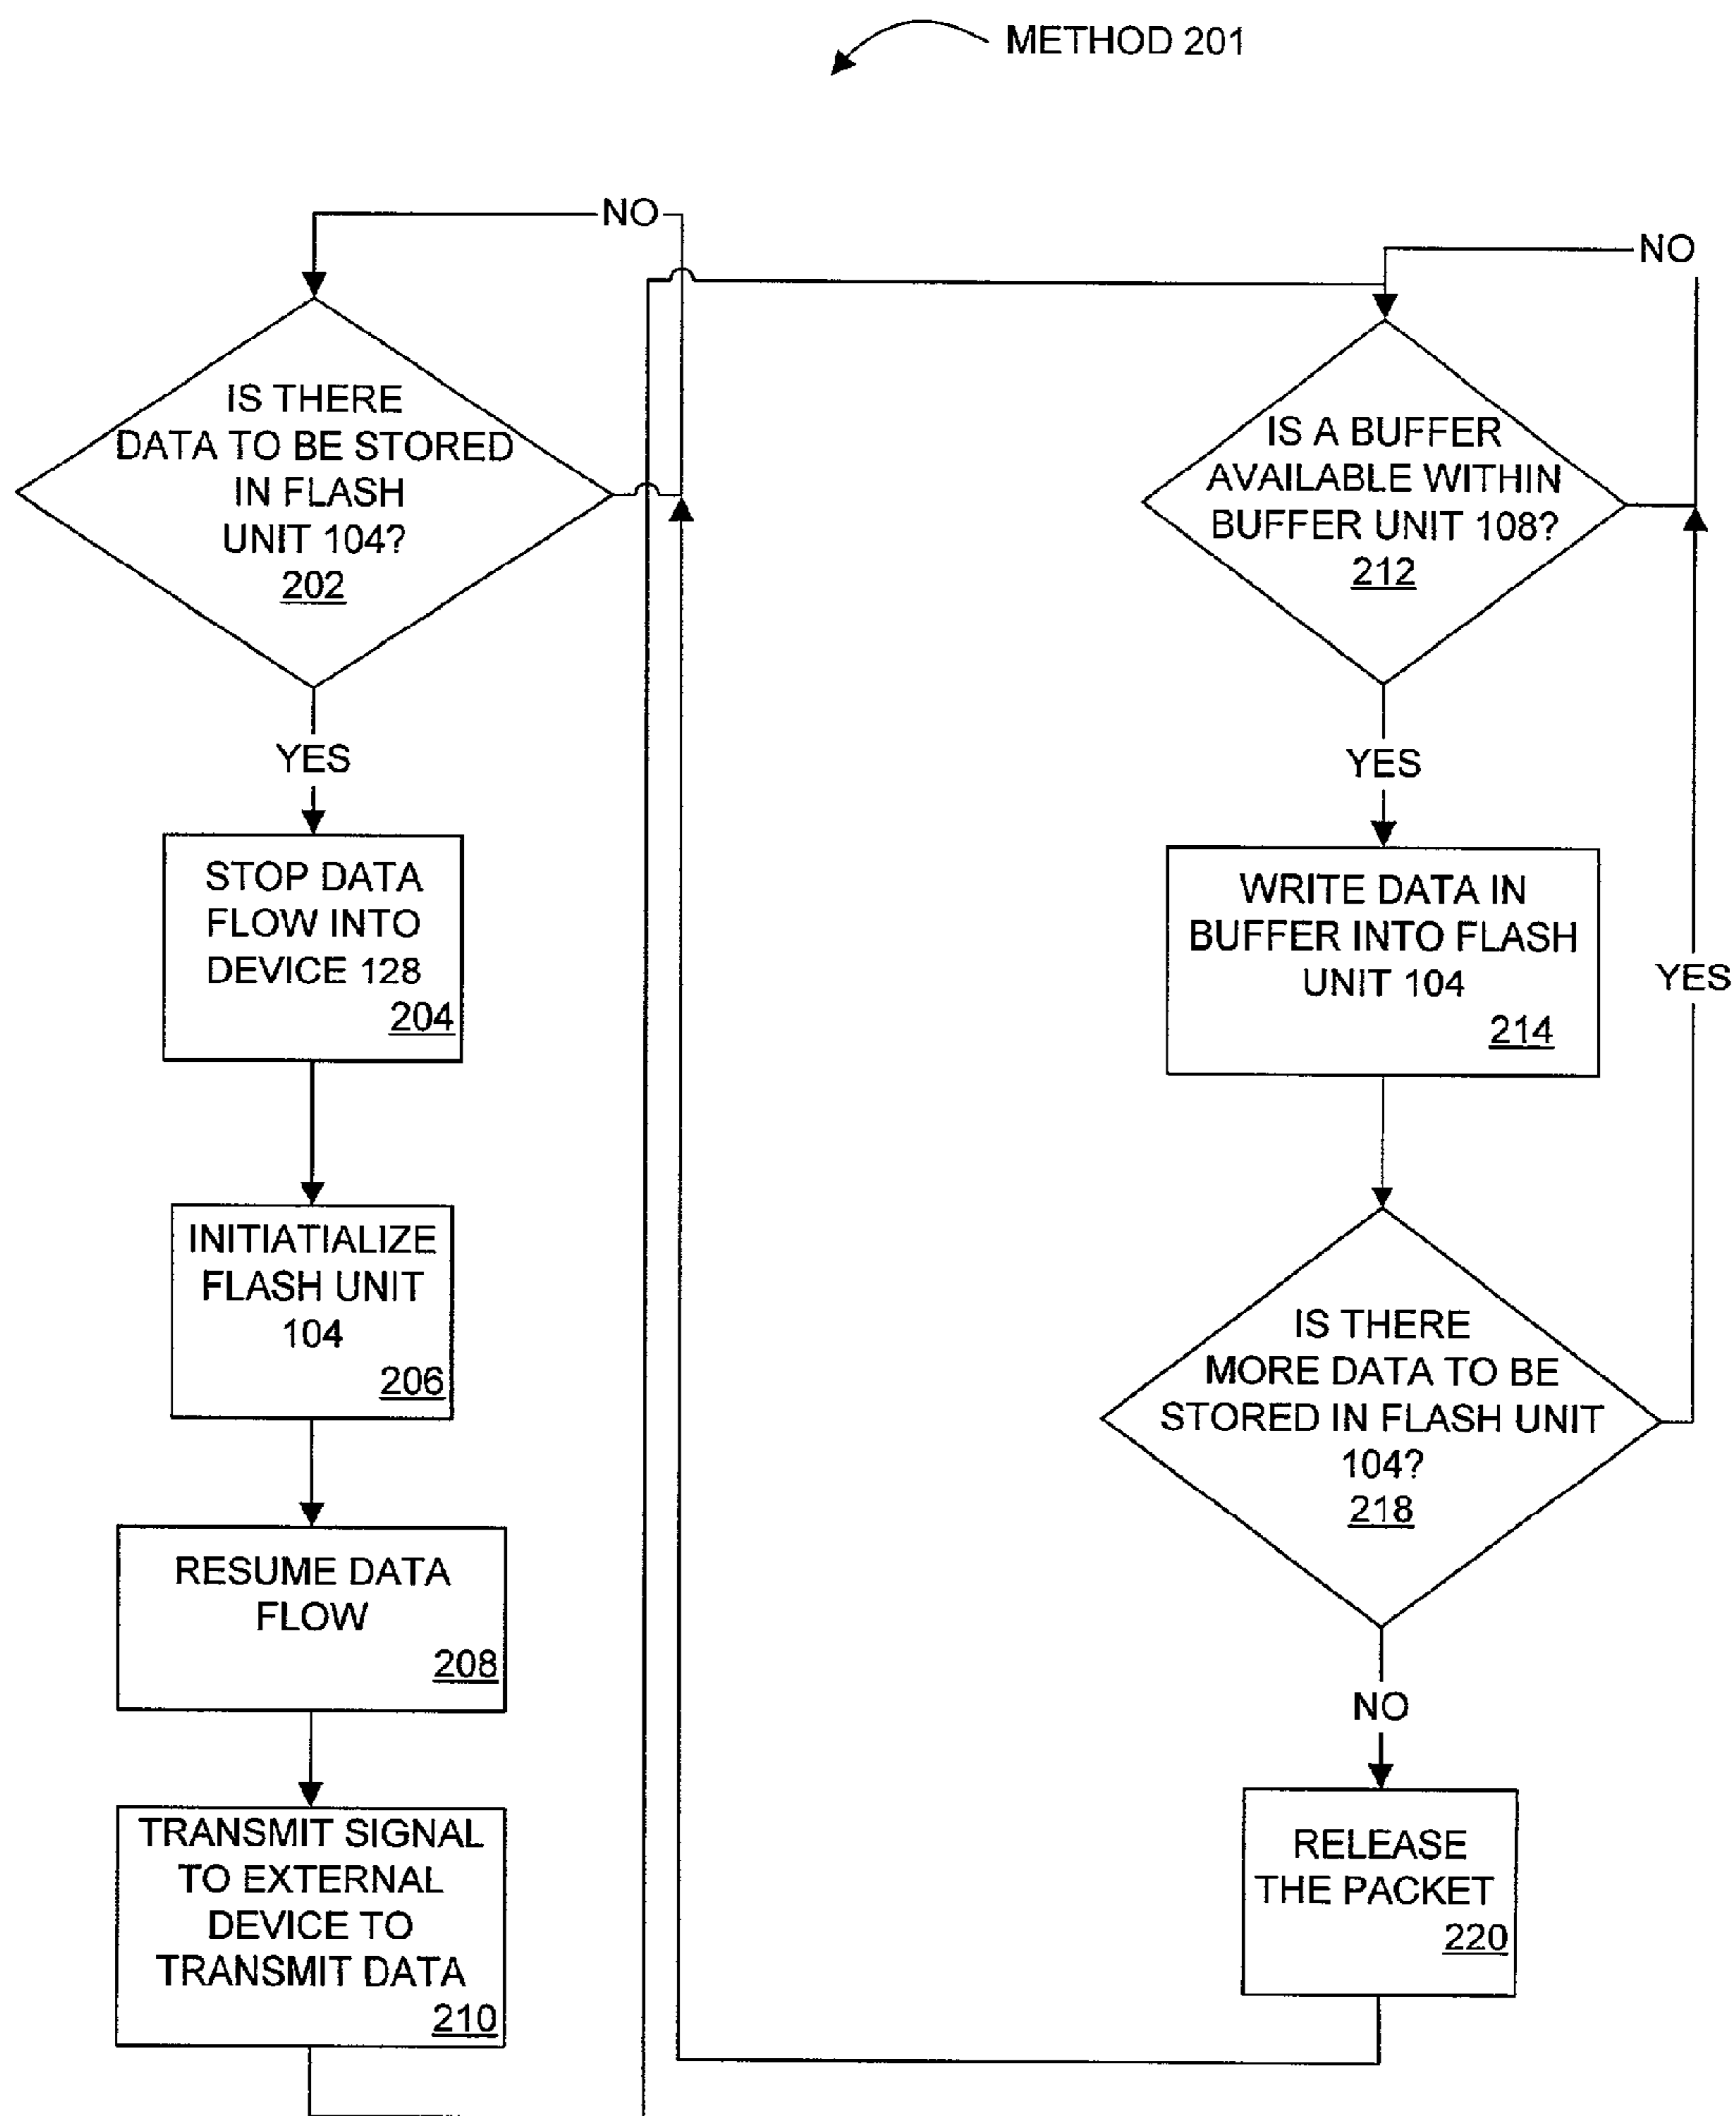 METHOD 201
NO
IS THERE
DATA TO BE STORED
IN FLASH
UNIT 104?
202
YES
STOP DATA
FLOW INTO
DEVICE 128
204
INITIATIALIZE
FLASH UNIT
104
206
RESUME DATA
FLOW
208
TRANSMIT SIGNAL
TO EXTERNAL
DEVICE TO
TRANSMIT DATA
210
NO
IS A BUFFER
AVAILABLE WITHIN
BUFFER UNIT 108?
212
YES
WRITE DATA IN
BUFFER INTO FLASH
UNIT 104
214
YES
IS THERE
MORE DATA TO BE
STORED IN FLASH UNIT
104?
218
NO
RELEASE
THE PACKET
220